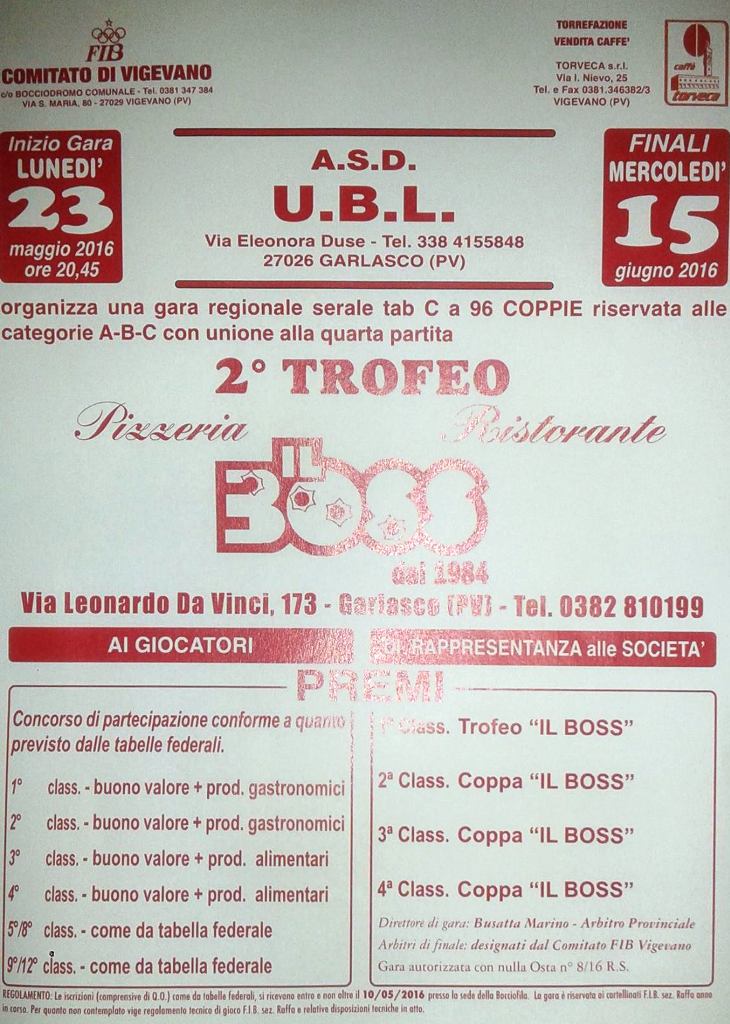 FIB
COMITATO DI VIGEVANO
c/o BOCCIODROMO COMUNALE - Tel. 0381 347 384
VIA S. MARIA, 80 - 27029 VIGEVANO (PV)
TORREFAZIONE
VENDITA CAFFE'
TORVECA s.r.l.
Via I. Nievo, 25
Tel. e Fax 0381.346382/3
VIGEVANO (PV)
caffè
torveca
Inizio Gara
LUNEDI'
23
maggio 2016
ore 20,45
A.S.D.
U.B.L.
Via Eleonora Duse - Tel. 338 4155848
27026 GARLASCO (PV)
FINALI
MERCOLEDI'
15
giugno 2016
organizza una gara regionale serale tab C a 96 COPPIE riservata alle
categorie A-B-C con unione alla quarta partita
2° TROFEO
Pizzeria Ristorante
IL BOSS
dal 1984
Via Leonardo Da Vinci, 173 - Garlasco (PV) - Tel. 0382 810199
AI GIOCATORI
DI RAPPRESENTANZA alle SOCIETA'
PREMI
Concorso di partecipazione conforme a quanto
previsto dalle tabelle federali.
1° class. - buono valore + prod. gastronomici
2° class. - buono valore + prod. gastronomici
3° class. - buono valore + prod. alimentari
4° class. - buono valore + prod. alimentari
5°/8° class. - come da tabella federale
9°/12° class. - come da tabella federale
1ª Class. Trofeo “IL BOSS”
2ª Class. Coppa “IL BOSS”
3ª Class. Coppa “IL BOSS”
4ª Class. Coppa “IL BOSS”
Direttore di gara: Busatta Marino - Arbitro Provinciale
Arbitri di finale: designati dal Comitato FIB Vigevano
Gara autorizzata con nulla Osta n° 8/16 R.S.
REGOLAMENTO: Le iscrizioni (comprensive di Q.O.) come da tabelle federali, si ricevono entro e non oltre il 10/05/2016 presso la sede della Bocciofila. La gara è riservata ai cartellinati F.I.B. sez. Raffa anno
in corso. Per quanto non contemplato vige regolamento tecnico di gioco F.I.B. sez. Raffa e relative disposizioni tecniche in atto.